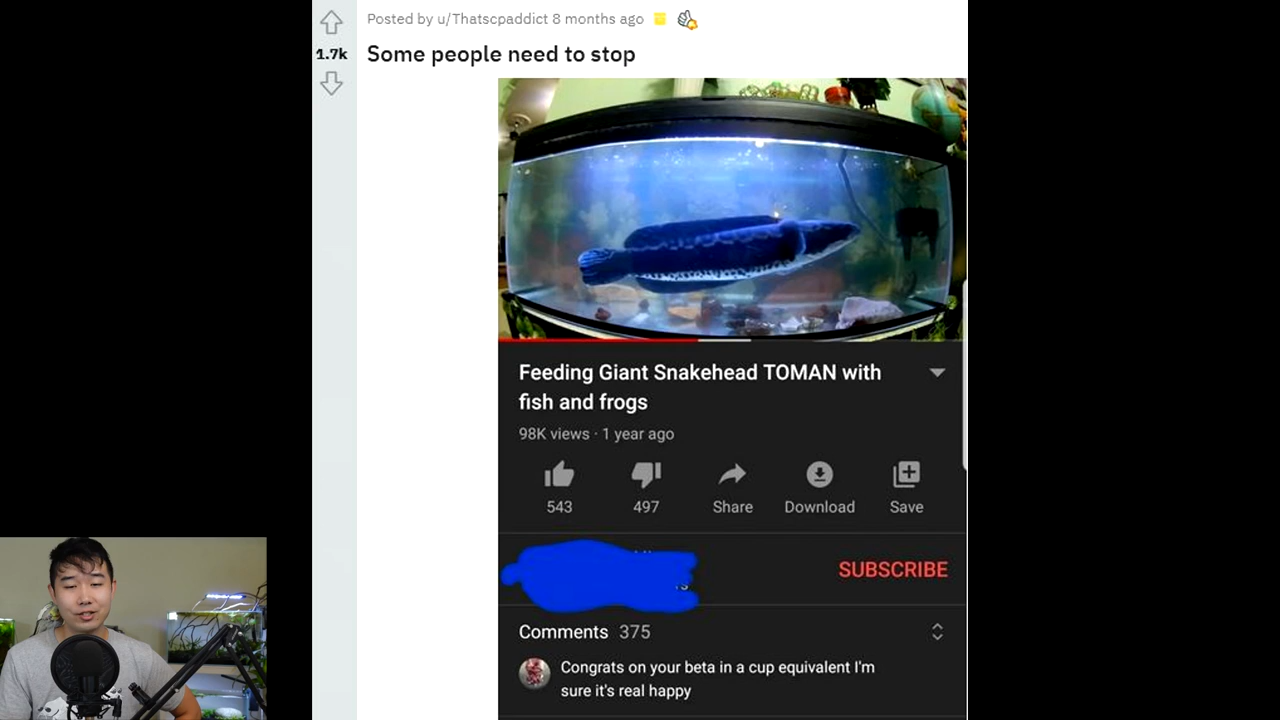 Posted by u/Thatscpaddict 8 months ago
1.7k
Some people need to stop
Feeding Giant Snakehead TOMAN with
fish and frogs
98K views · 1 year ago
543
497
Share
Download
Save
SUBSCRIBE
Comments 375
Congrats on your beta in a cup equivalent I'm
sure it's real happy